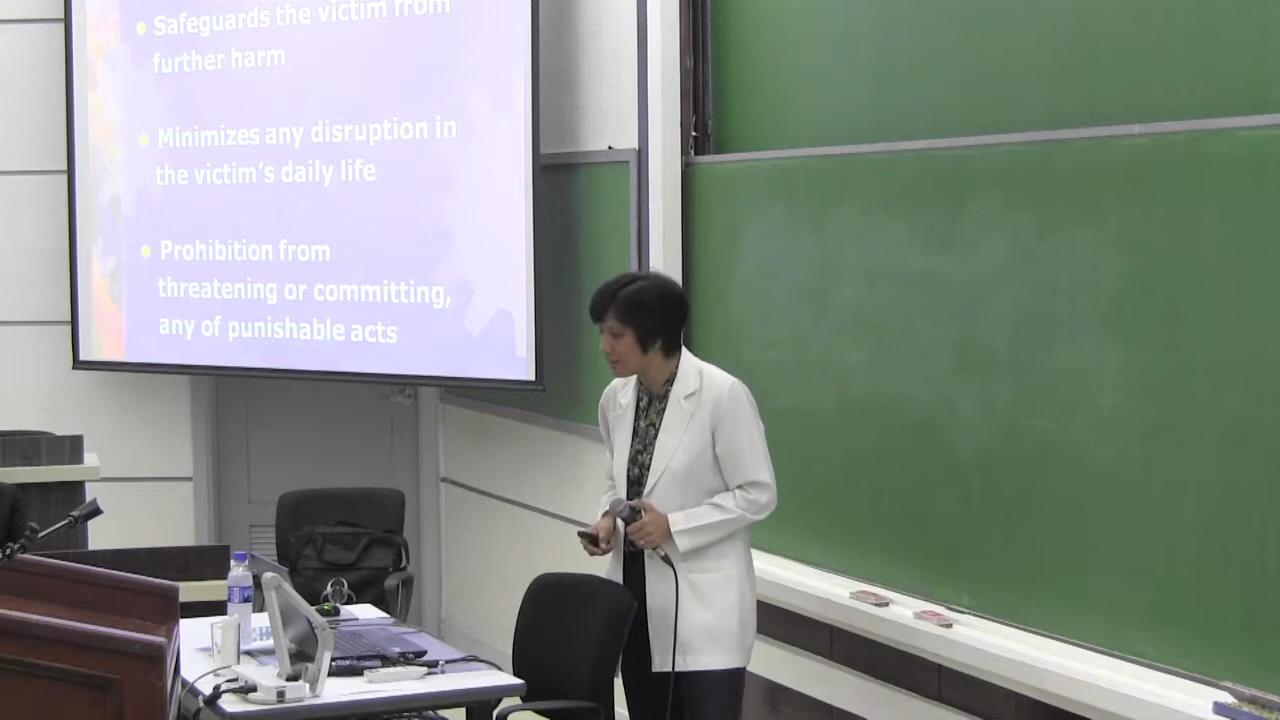 Safeguards the victim from
further harm
Minimizes any disruption in
the victim's daily life
Prohibition from
threatening or committing,
any of punishable acts